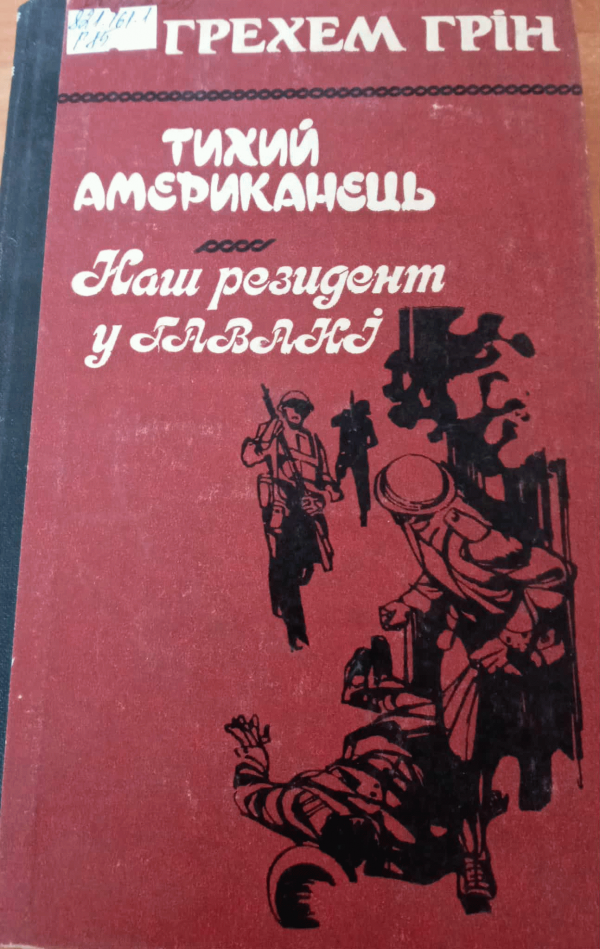 ГРЕХЕМ ГРІН
ТИХИЙ
АМЕРИКАНЕЦЬ
Наш резидент
у ГАВАНІ